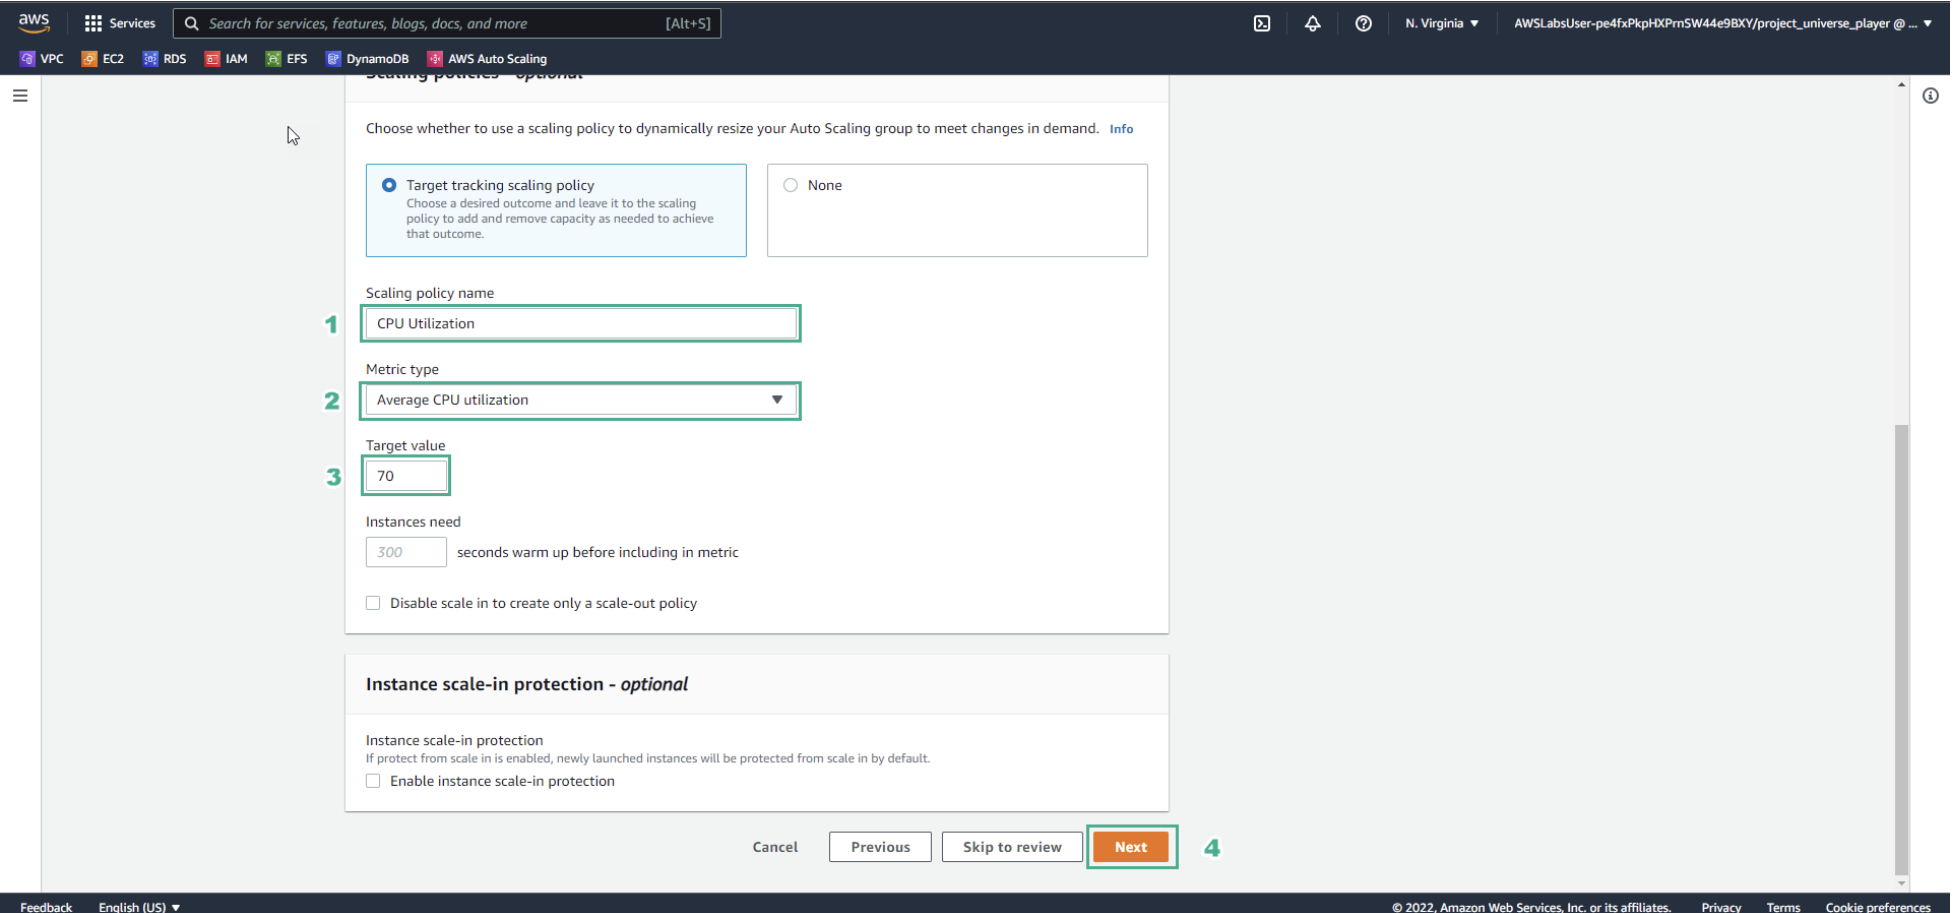 aws
Services
Search for services, features, blogs, docs, and more
[Alt+S]
N. Virginia
AWSLabsUser-pe4fxPkpHXPrnSW44e9BXY/project_universe_player @ ...
VPC
EC2
RDS
IAM
EFS
DynamoDB
AWS Auto Scaling
Scaling policies - optional
Choose whether to use a scaling policy to dynamically resize your Auto Scaling group to meet changes in demand. Info
Target tracking scaling policy
Choose a desired outcome and leave it to the scaling
policy to add and remove capacity as needed to achieve
that outcome.
None
Scaling policy name
1
CPU Utilization
Metric type
2
Average CPU utilization
Target value
3
70
Instances need
300
seconds warm up before including in metric
Disable scale in to create only a scale-out policy
Instance scale-in protection - optional
Instance scale-in protection
If protect from scale in is enabled, newly launched instances will be protected from scale in by default.
Enable instance scale-in protection
Cancel
Previous
Skip to review
Next
4
Feedback
English (US)
© 2022, Amazon Web Services, Inc. or its affiliates.
Privacy
Terms
Cookie preferences